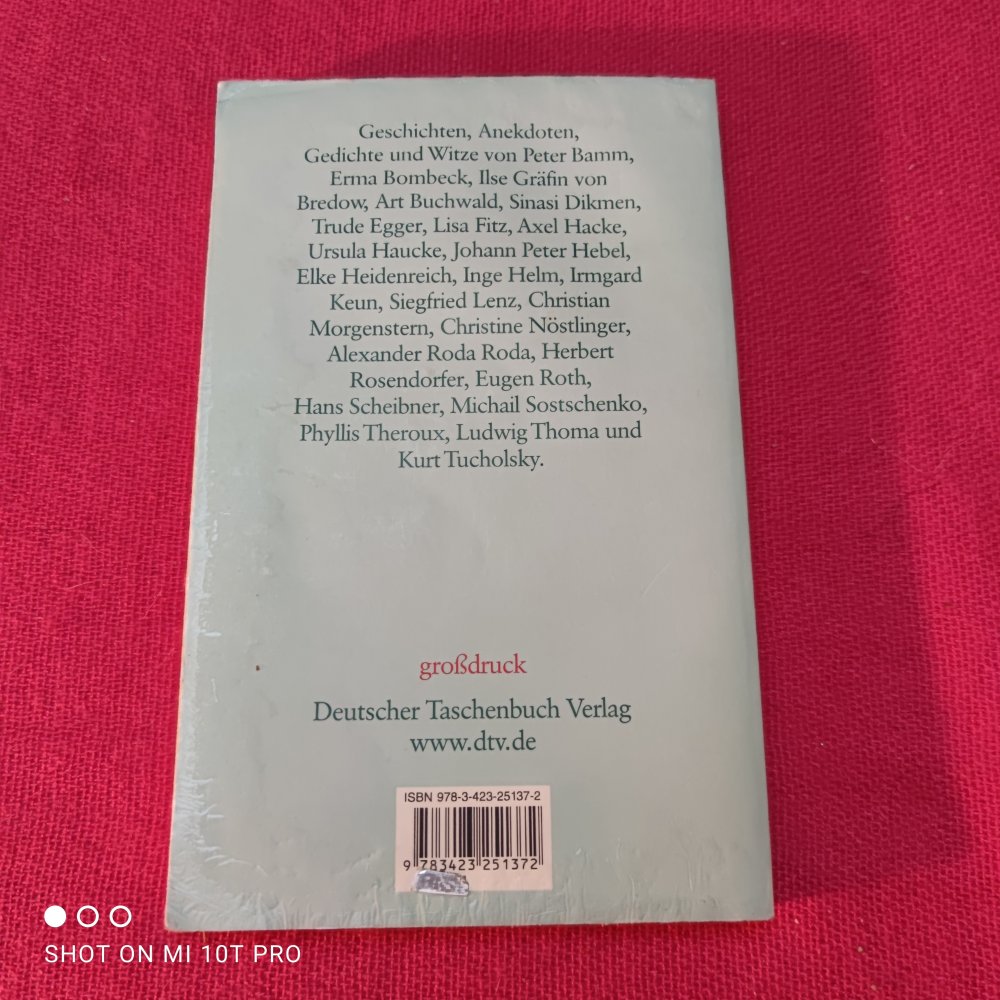 Geschichten, Anekdoten,
Gedichte und Witze von Peter Bamm,
Erma Bombeck, Ilse Gräfin von
Bredow, Art Buchwald, Sinasi Dikmen,
Trude Egger, Lisa Fitz, Axel Hacke,
Ursula Haucke, Johann Peter Hebel,
Elke Heidenreich, Inge Helm, Irmgard
Keun, Siegfried Lenz, Christian
Morgenstern, Christine Nöstlinger,
Alexander Roda Roda, Herbert
Rosendorfer, Eugen Roth,
Hans Scheibner, Michail Sostschenko,
Phyllis Theroux, Ludwig Thoma und
Kurt Tucholsky.
großdruck
Deutscher Taschenbuch Verlag
www.dtv.de
ISBN 978-3-423-25137-2
9 783423 251372
SHOT ON MI 10T PRO